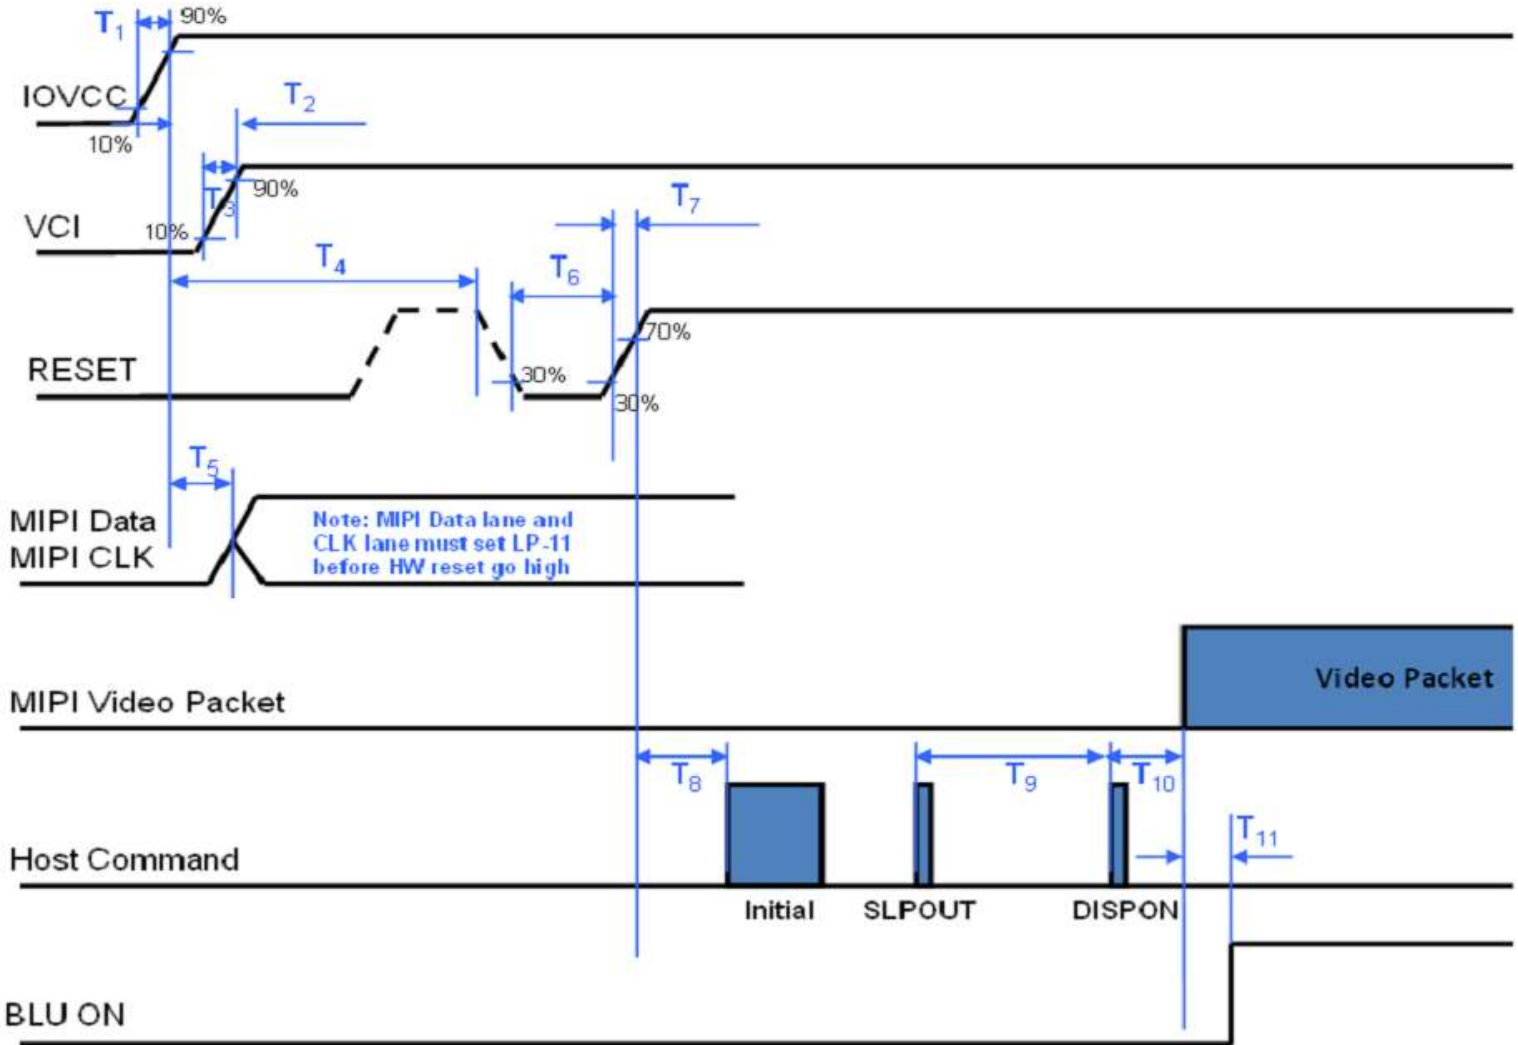 T1
90%
IOVCC
T2
10%
T3
90%
VCI
10%
T7
T4
T6
70%
RESET
30%
30%
T5
MIPI Data
MIPI CLK
Note: MIPI Data lane and
CLK lane must set LP-11
before HW reset go high
Video Packet
MIPI Video Packet
T8
T9
T10
T11
Host Command
Initial
SLPOUT
DISPON
BLU ON